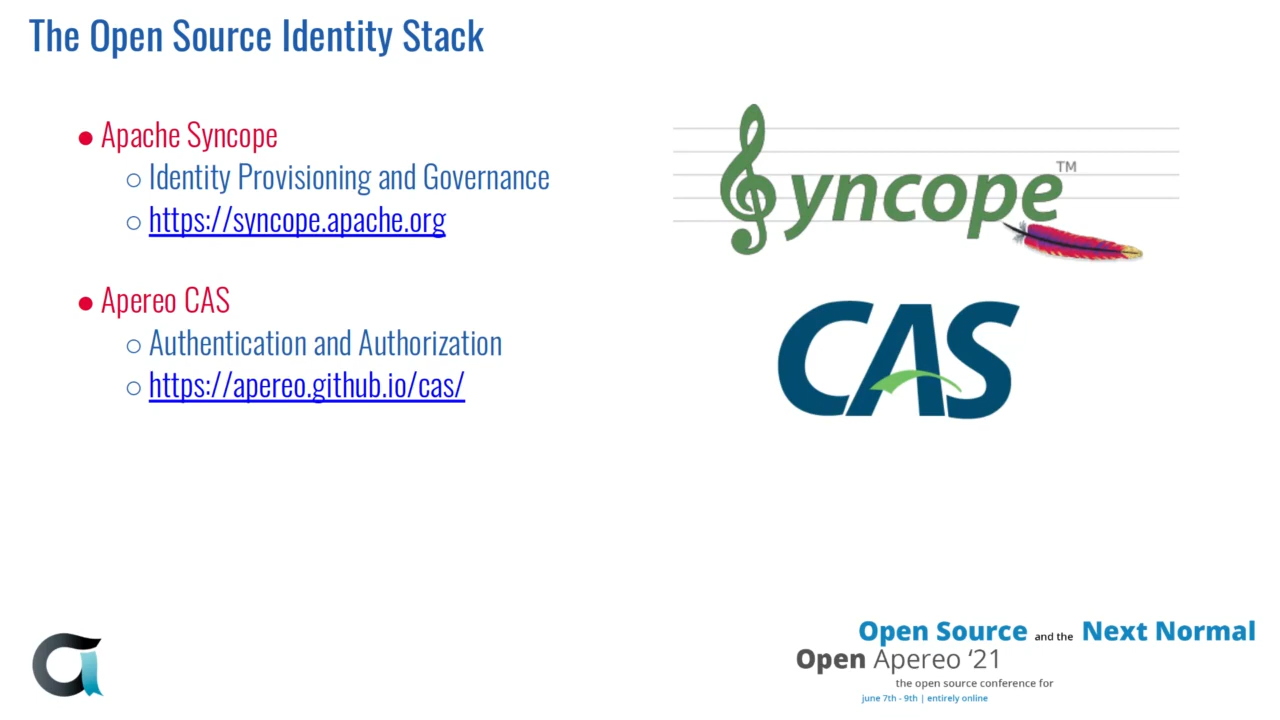 The Open Source Identity Stack
● Apache Syncope
○ Identity Provisioning and Governance
○ https://syncope.apache.org
● Apereo CAS
○ Authentication and Authorization
○ https://apereo.github.io/cas/
Syncope™
CAS
Open Source and the Next Normal
Open Apereo ‘21
the open source conference for
june 7th - 9th | entirely online